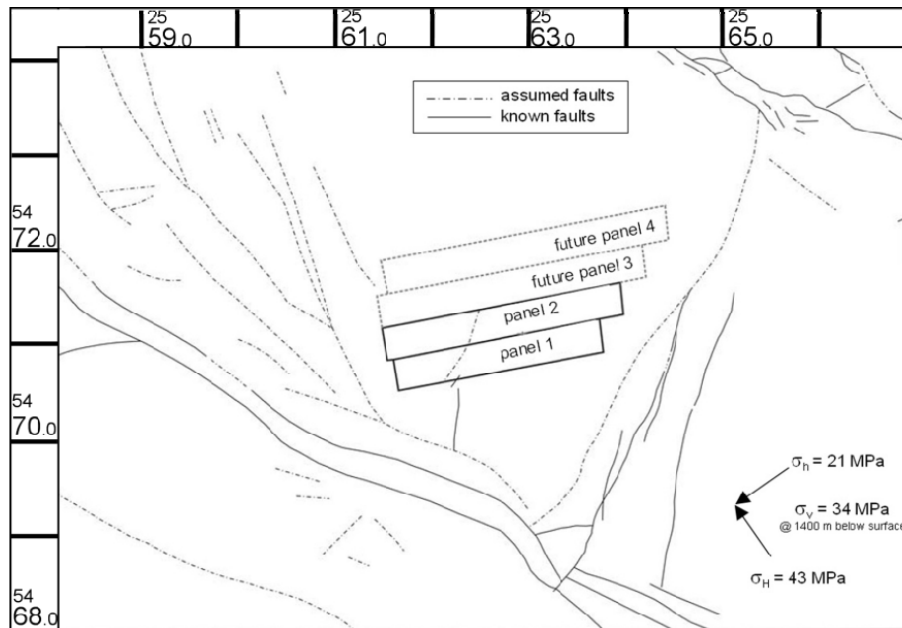 25 25 25 25
59.0 61.0 63.0 65.0
assumed faults
known faults
54
72.0
future panel 4
future panel 3
panel 2
panel 1
54
70.0
σh = 21 MPa
σv = 34 MPa
@ 1400 m below surface
σH = 43 MPa
54
68.0